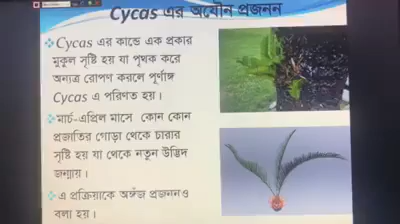 Cycas এর অযৌন প্রজনন
Cycas এর কান্ডে এক প্রকার
মুকুল সৃষ্টি হয় যা পৃথক করে
অন্যত্র রোপণ করলে পূর্ণাঙ্গ
Cycas এ পরিণত হয়।
মার্চ-এপ্রিল মাসে কোন কোন
প্রজাতির গোড়া থেকে চারার
সৃষ্টি হয় যা থেকে নতুন উদ্ভিদ
জন্মায়।
এ প্রক্রিয়াকে অঙ্গজ প্রজননও
বলা হয়।